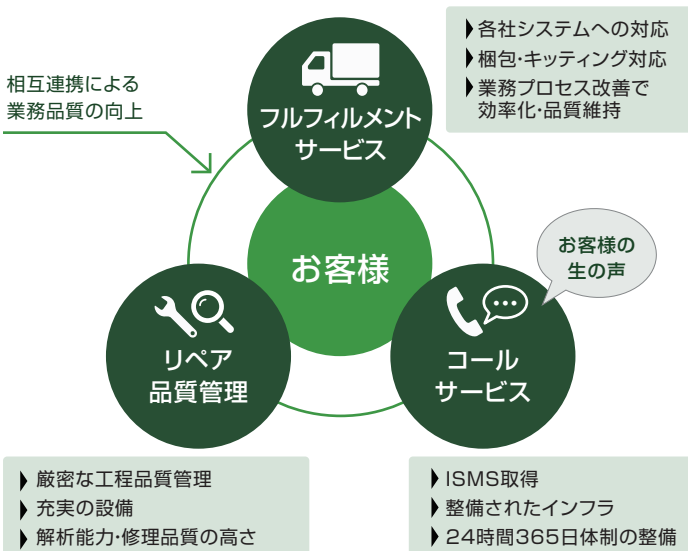 各社システムへの対応
梱包・キッティング対応
業務プロセス改善で
効率化・品質維持
相互連携による
業務品質の向上
フルフィルメント
サービス
お客様
お客様の
生の声
リペア
品質管理
コール
サービス
厳密な工程品質管理
充実の設備
解析能力・修理品質の高さ
ISMS取得
整備されたインフラ
24時間365日体制の整備